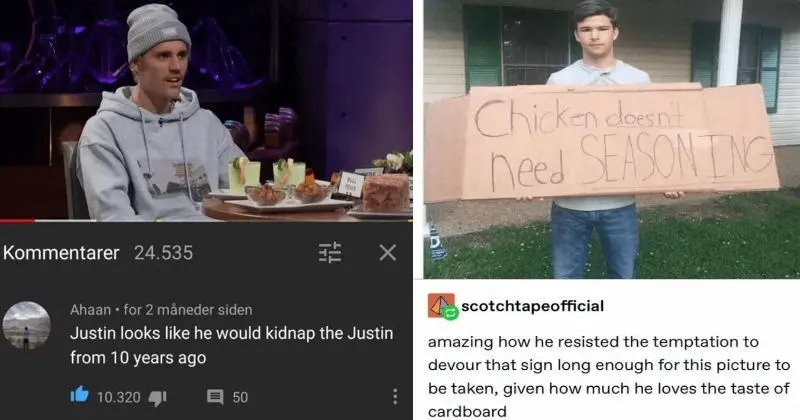 Kommentarer 24.535
Ahaan • for 2 måneder siden
Justin looks like he would kidnap the Justin
from 10 years ago
10.320
50
Chicken doesn't
need SEASONING
scotchtapeofficial
amazing how he resisted the temptation to
devour that sign long enough for this picture to
be taken, given how much he loves the taste of
cardboard